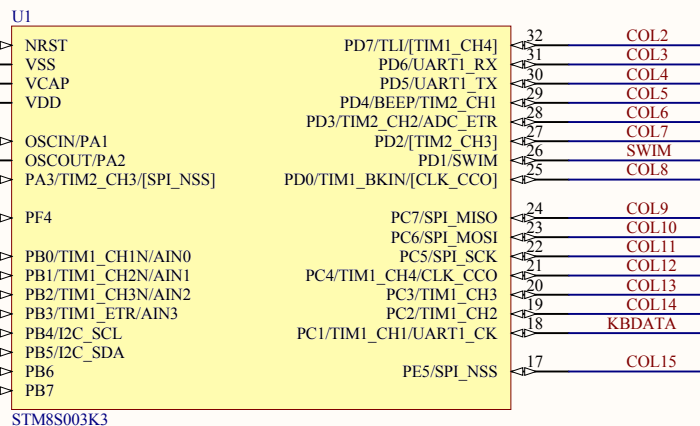 U1
NRST PD7/TLI/[TIM1_CH4] 32 COL2
VSS PD6/UART1_RX 31 COL3
VCAP PD5/UART1_TX 30 COL4
VDD PD4/BEEP/TIM2_CH1 29 COL5
PD3/TIM2_CH2/ADC_ETR 28 COL6
OSCIN/PA1 PD2/[TIM2_CH3] 27 COL7
OSCOUT/PA2 PD1/SWIM 26 SWIM
PA3/TIM2_CH3/[SPI_NSS] PD0/TIM1_BKIN/[CLK_CCO] 25 COL8
PF4 PC7/SPI_MISO 24 COL9
PC6/SPI_MOSI 23 COL10
PB0/TIM1_CH1N/AIN0 PC5/SPI_SCK 22 COL11
PB1/TIM1_CH2N/AIN1 PC4/TIM1_CH4/CLK_CCO 21 COL12
PB2/TIM1_CH3N/AIN2 PC3/TIM1_CH3 20 COL13
PB3/TIM1_ETR/AIN3 PC2/TIM1_CH2 19 COL14
PB4/I2C_SCL PC1/TIM1_CH1/UART1_CK 18 KBDATA
PB5/I2C_SDA
PB6 PE5/SPI_NSS 17 COL15
PB7
STM8S003K3